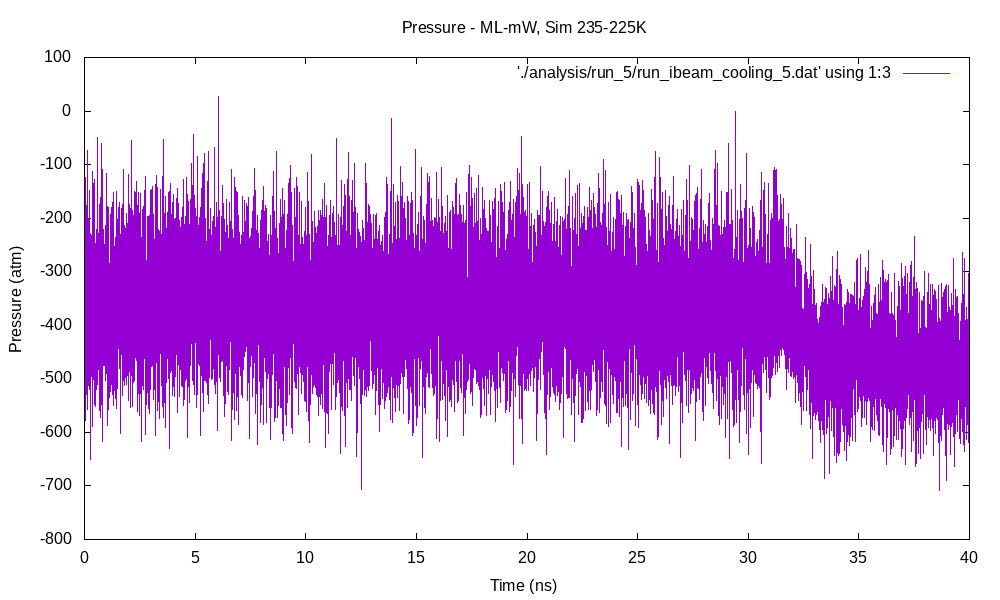 Pressure - ML-mW, Sim 235-225K
'./analysis/run_5/run_ibeam_cooling_5.dat' using 1:3
Pressure (atm)
100
0
-100
-200
-300
-400
-500
-600
-700
-800
0 5 10 15 20 25 30 35 40
Time (ns)